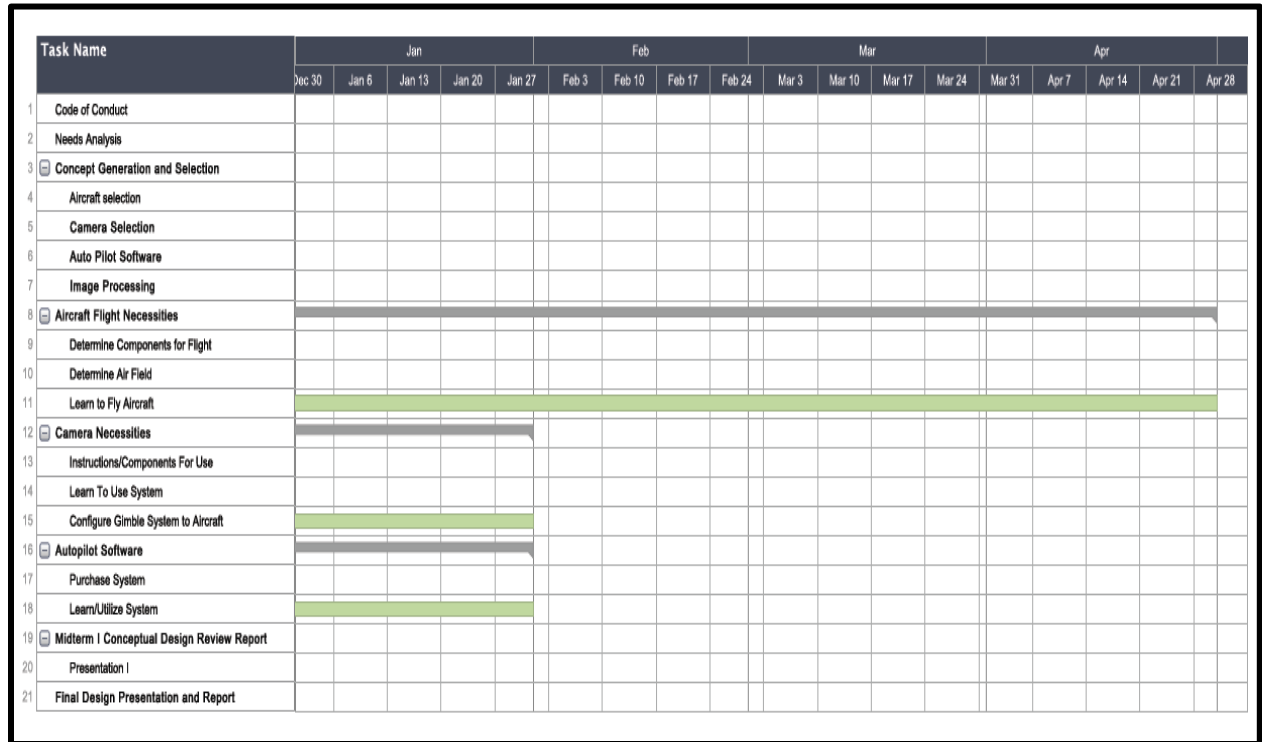 Task Name
Jan Feb Mar Apr
Dec 30 Jan 6 Jan 13 Jan 20 Jan 27 Feb 3 Feb 10 Feb 17 Feb 24 Mar 3 Mar 10 Mar 17 Mar 24 Mar 31 Apr 7 Apr 14 Apr 21 Apr 28
1 Code of Conduct
2 Needs Analysis
3 Concept Generation and Selection
4 Aircraft selection
5 Camera Selection
6 Auto Pilot Software
7 Image Processing
8 Aircraft Flight Necessities
9 Determine Components for Flight
10 Determine Air Field
11 Learn to Fly Aircraft
12 Camera Necessities
13 Instructions/Components For Use
14 Learn To Use System
15 Configure Gimble System to Aircraft
16 Autopilot Software
17 Purchase System
18 Learn/Utilize System
19 Midterm I Conceptual Design Review Report
20 Presentation I
21 Final Design Presentation and Report